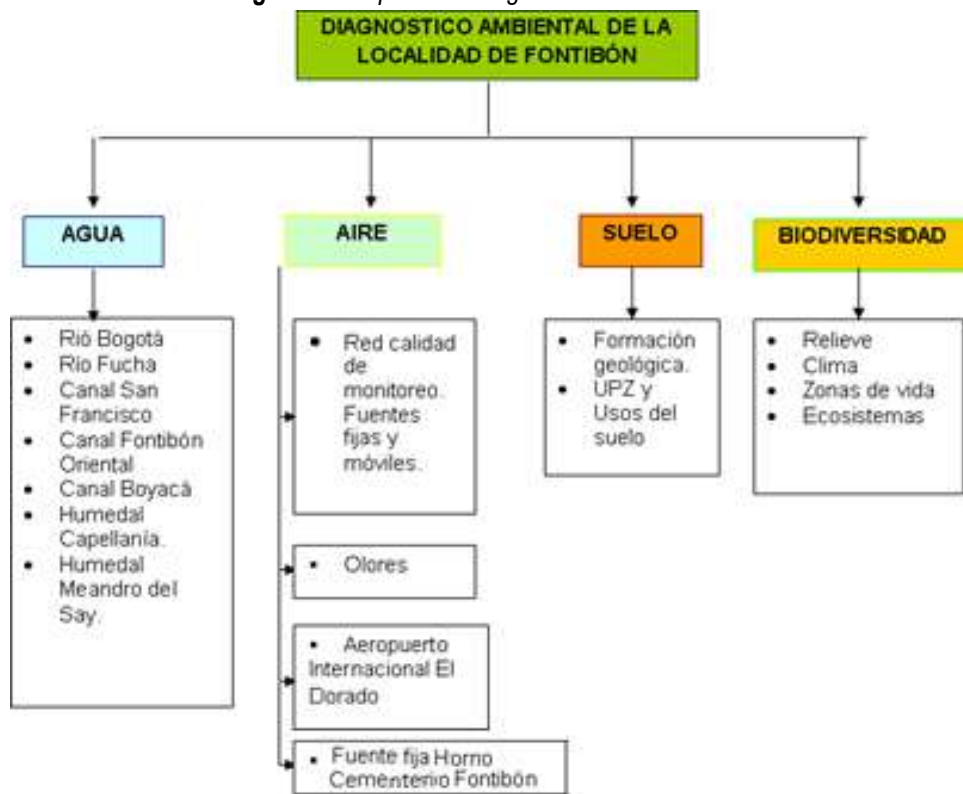 DIAGNOSTICO AMBIENTAL DE LA
LOCALIDAD DE FONTIBÓN
AGUA
AIRE
SUELO
BIODIVERSIDAD
• Rió Bogotá
• Rio Fucha
• Canal San
Francisco
• Canal Fontibón
Oriental
• Canal Boyacá
• Humedal
Capellanía.
• Humedal
Meandro del
Say.
• Red calidad
de
monitoreo.
Fuentes
fijas y
móviles.
• Olores
• Aeropuerto
Internacional El
Dorado
• Fuente fija Horno
Cementerio Fontibón
• Formación
geológica.
• UPZ y
Usos del
suelo
• Relieve
• Clima
• Zonas de vida
• Ecosistemas